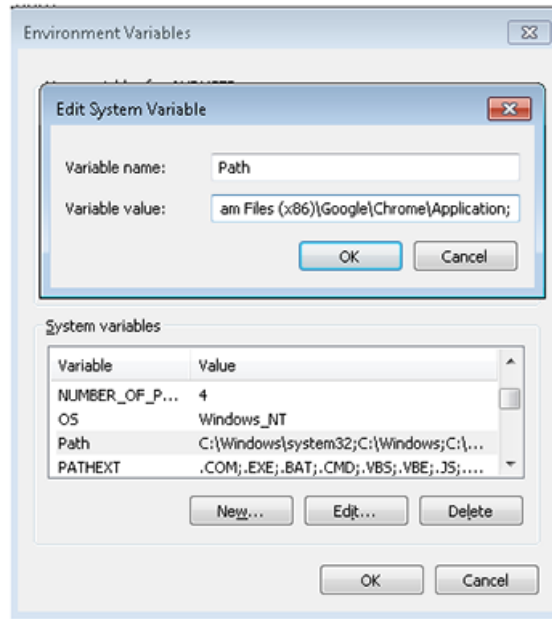 Environment Variables
Edit System Variable
Variable name: Path
Variable value: am Files (x86)\Google\Chrome\Application;
OK Cancel
System variables
Variable Value
NUMBER_OF_P... 4
OS Windows_NT
Path C:\Windows\system32;C:\Windows;C:\...
PATHEXT .COM;.EXE;.BAT;.CMD;.VBS;.VBE;.JS;....
New... Edit... Delete
OK Cancel